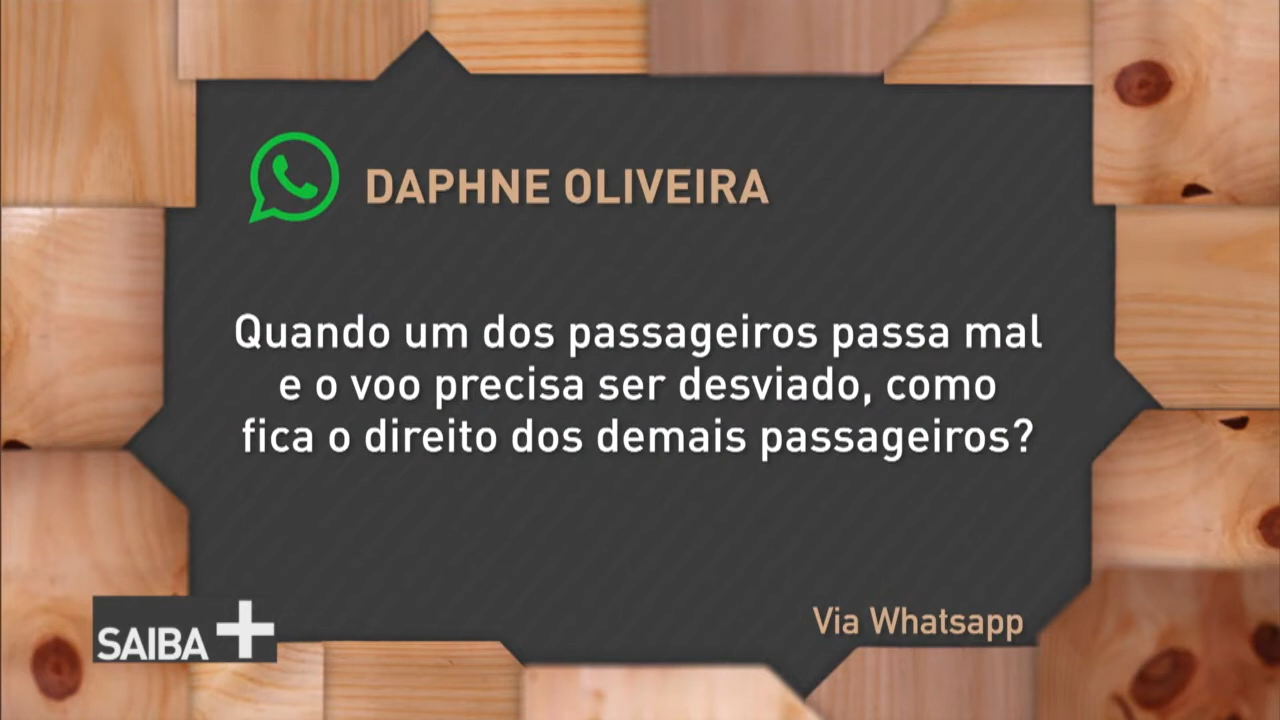 DAPHNE OLIVEIRA
Quando um dos passageiros passa mal
e o voo precisa ser desviado, como
fica o direito dos demais passageiros?
Via Whatsapp
SAIBA +